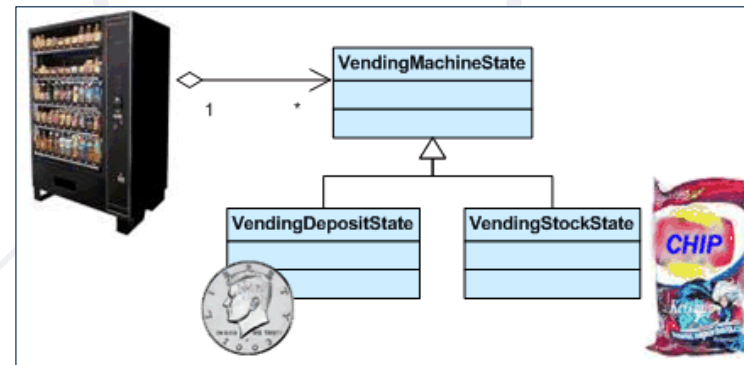 VendingMachineState
1
*
VendingDepositState
VendingStockState
CHIP